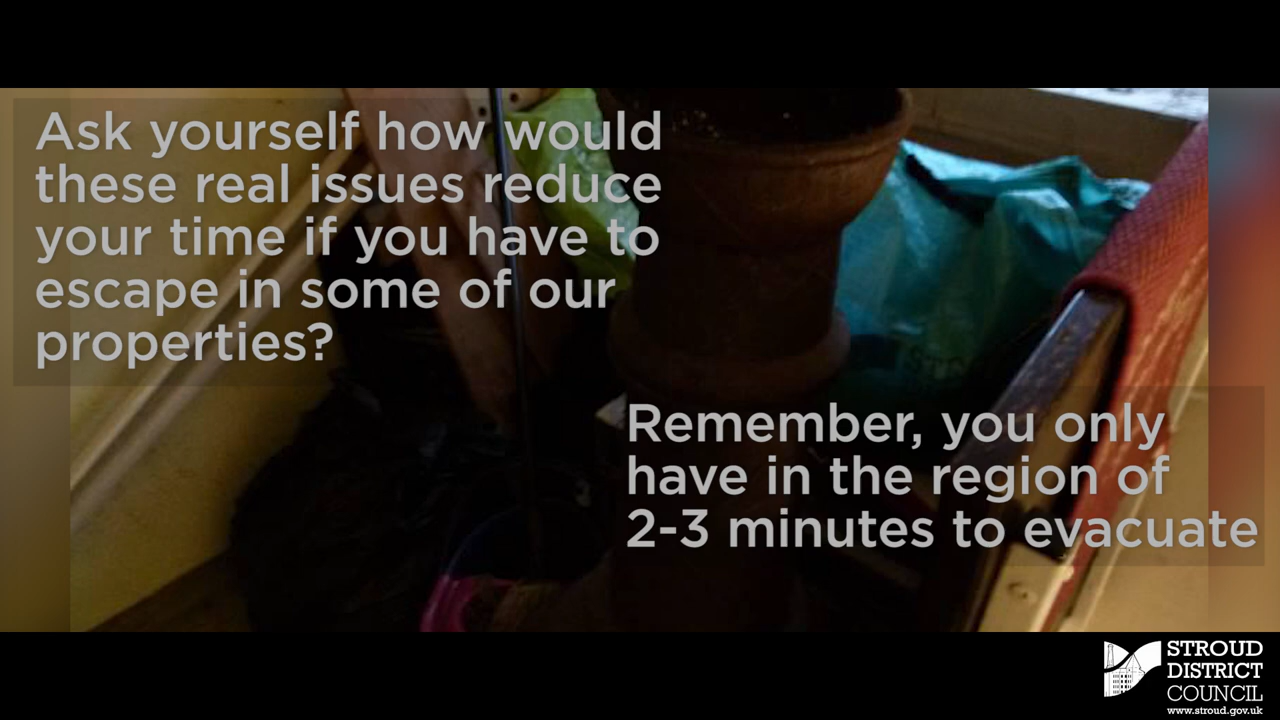 Ask yourself how would
these real issues reduce
your time if you have to
escape in some of our
properties?
Remember, you only
have in the region of
2-3 minutes to evacuate
STROUD
DISTRICT
COUNCIL
www.stroud.gov.uk